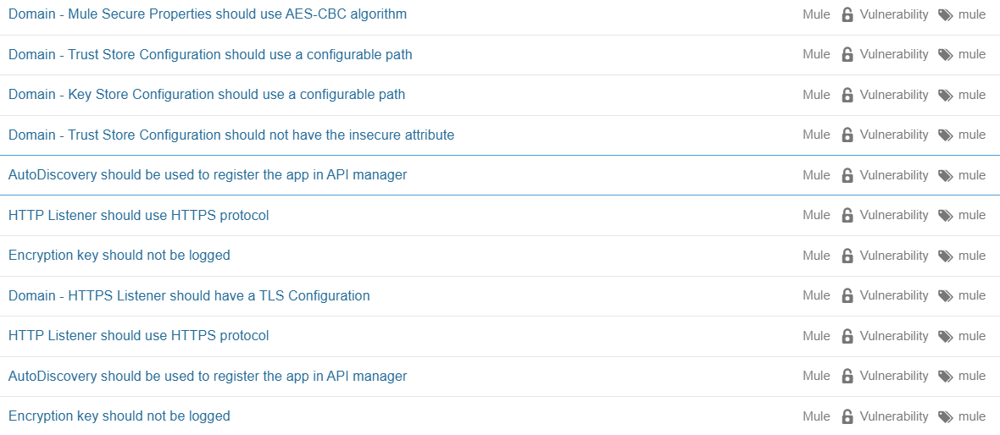 Domain - Mule Secure Properties should use AES-CBC algorithm Mule Vulnerability mule
Domain - Trust Store Configuration should use a configurable path Mule Vulnerability mule
Domain - Key Store Configuration should use a configurable path Mule Vulnerability mule
Domain - Trust Store Configuration should not have the insecure attribute Mule Vulnerability mule
AutoDiscovery should be used to register the app in API manager Mule Vulnerability mule
HTTP Listener should use HTTPS protocol Mule Vulnerability mule
Encryption key should not be logged Mule Vulnerability mule
Domain - HTTPS Listener should have a TLS Configuration Mule Vulnerability mule
HTTP Listener should use HTTPS protocol Mule Vulnerability mule
AutoDiscovery should be used to register the app in API manager Mule Vulnerability mule
Encryption key should not be logged Mule Vulnerability mule